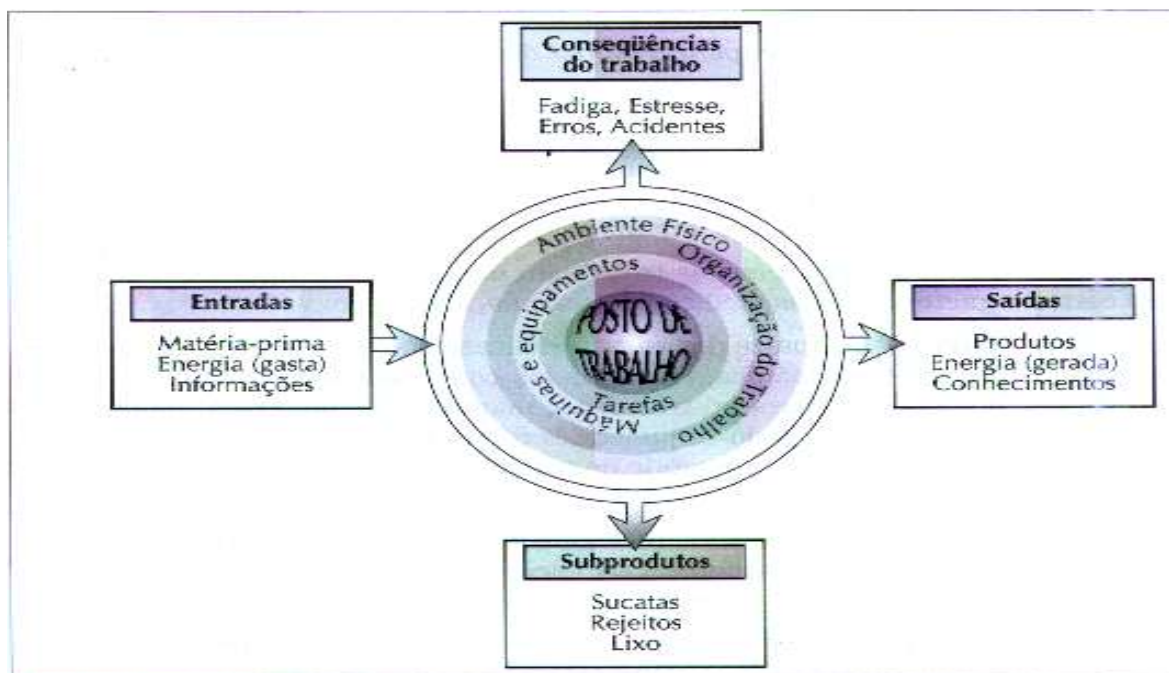 Conseqüências
do trabalho
Fadiga, Estresse,
Erros, Acidentes
Entradas
Matéria-prima
Energia (gasta)
Informações
Ambiente Físico
Organização do Trabalho
Máquinas e equipamentos
Tarefas
POSTO DE
TRABALHO
Saídas
Produtos
Energia (gerada)
Conhecimentos
Subprodutos
Sucatas
Rejeitos
Lixo